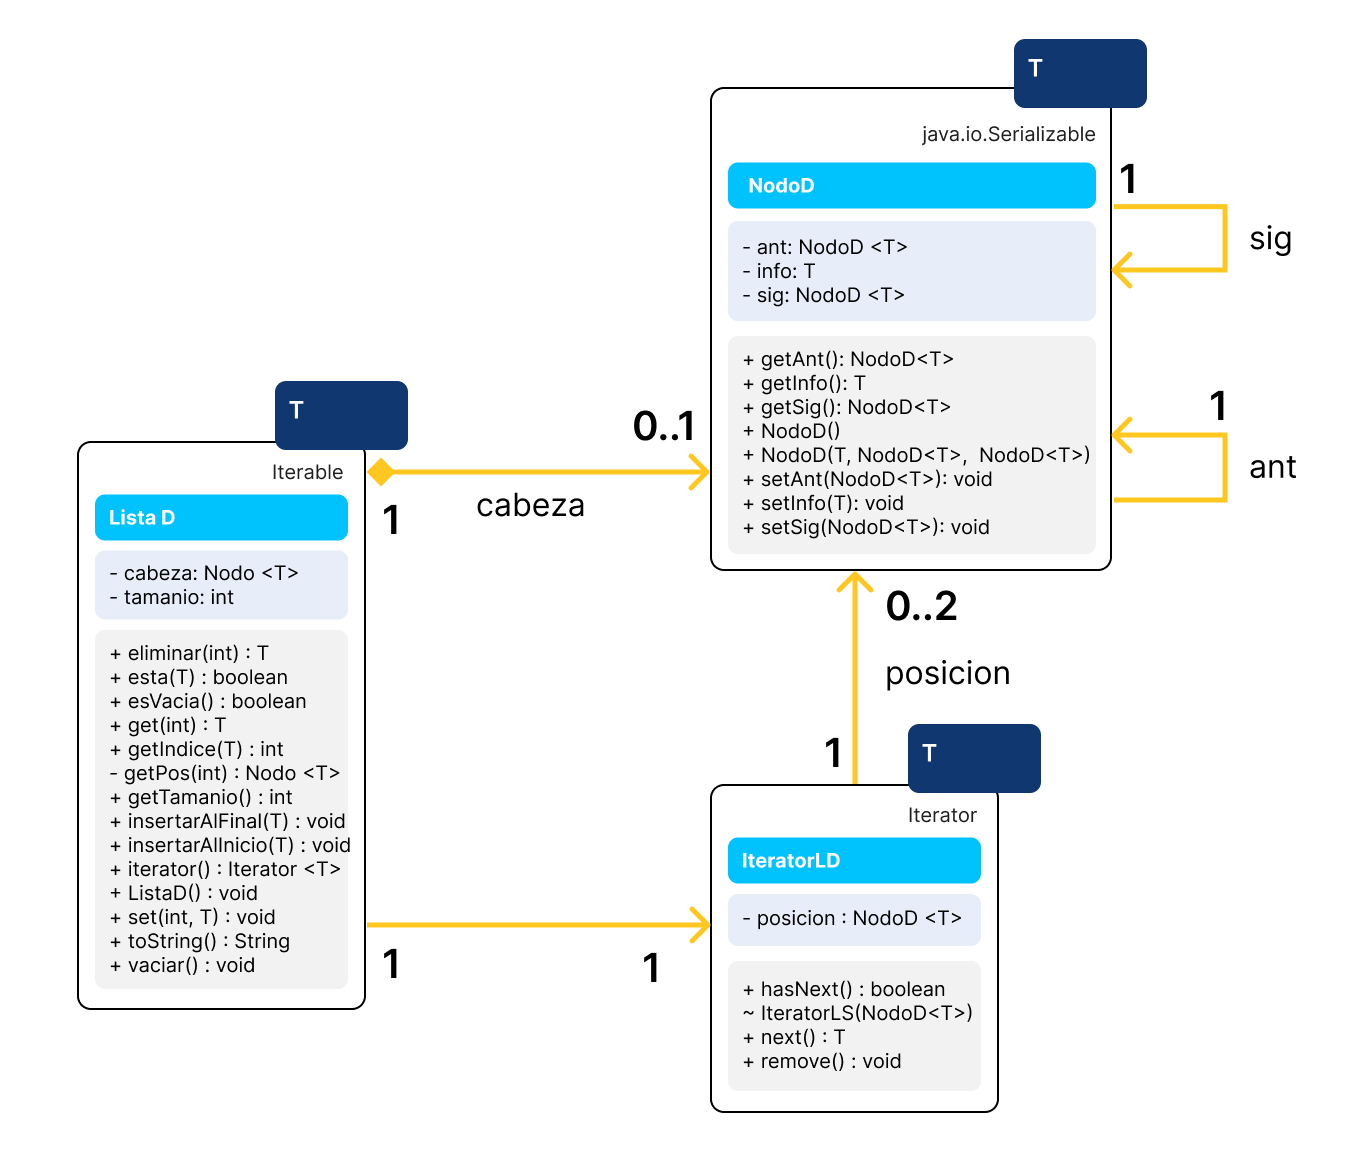 T
java.io.Serializable
NodoD
- ant: NodoD <T>
- info: T
- sig: NodoD <T>
+ getAnt(): NodoD<T>
+ getInfo(): T
+ getSig(): NodoD<T>
+ NodoD()
+ NodoD(T, NodoD<T>,  NodoD<T>)
+ setAnt(NodoD<T>): void
+ setInfo(T): void
+ setSig(NodoD<T>): void
1
sig
1
ant
T
Iterable
Lista D
- cabeza: Nodo <T>
- tamanio: int
+ eliminar(int) : T
+ esta(T) : boolean
+ esVacia() : boolean
+ get(int) : T
+ getIndice(T) : int
- getPos(int) : Nodo <T>
+ getTamanio() : int
+ insertarAlFinal(T) : void
+ insertarAlInicio(T) : void
+ iterator() : Iterator <T>
+ ListaD() : void
+ set(int, T) : void
+ toString() : String
+ vaciar() : void
0..1
cabeza
1
0..2
posicion
1
T
Iterator
IteratorLD
- posicion : NodoD <T>
+ hasNext() : boolean
~ IteratorLS(NodoD<T>)
+ next() : T
+ remove() : void
1
1